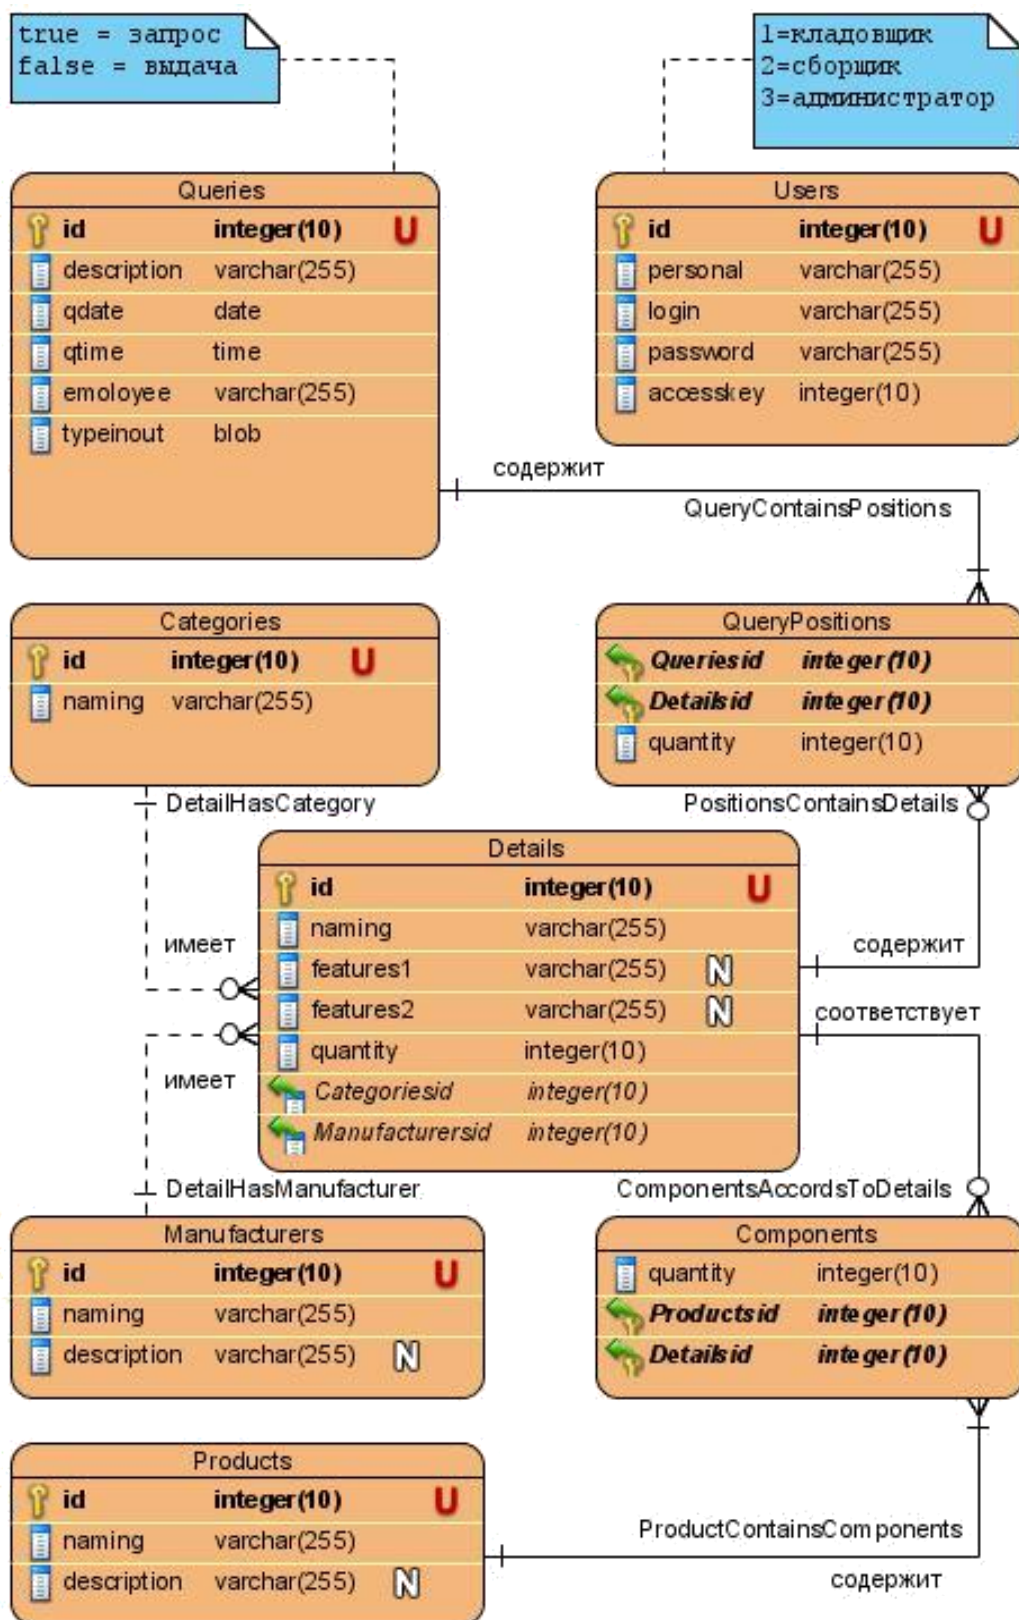 true = запрос
false = выдача
1=кладовщик
2=сборщик
3=администратор
Queries
id integer(10) U
description varchar(255)
qdate date
qtime time
emoloyee varchar(255)
typeinout blob
Users
id integer(10) U
personal varchar(255)
login varchar(255)
password varchar(255)
accesskey integer(10)
содержит
QueryContainsPositions
Categories
id integer(10) U
naming varchar(255)
QueryPositions
Queriesid integer(10)
Detailsid integer(10)
quantity integer(10)
DetailHasCategory
PositionsContainsDetails
Details
id integer(10) U
naming varchar(255)
features1 varchar(255) N
features2 varchar(255) N
quantity integer(10)
Categoriesid integer(10)
Manufacturersid integer(10)
имеет
имеет
содержит
соответствует
DetailHasManufacturer
ComponentsAccordsToDetails
Manufacturers
id integer(10) U
naming varchar(255)
description varchar(255) N
Components
quantity integer(10)
Productsid integer(10)
Detailsid integer(10)
Products
id integer(10) U
naming varchar(255)
description varchar(255) N
ProductContainsComponents
содержит